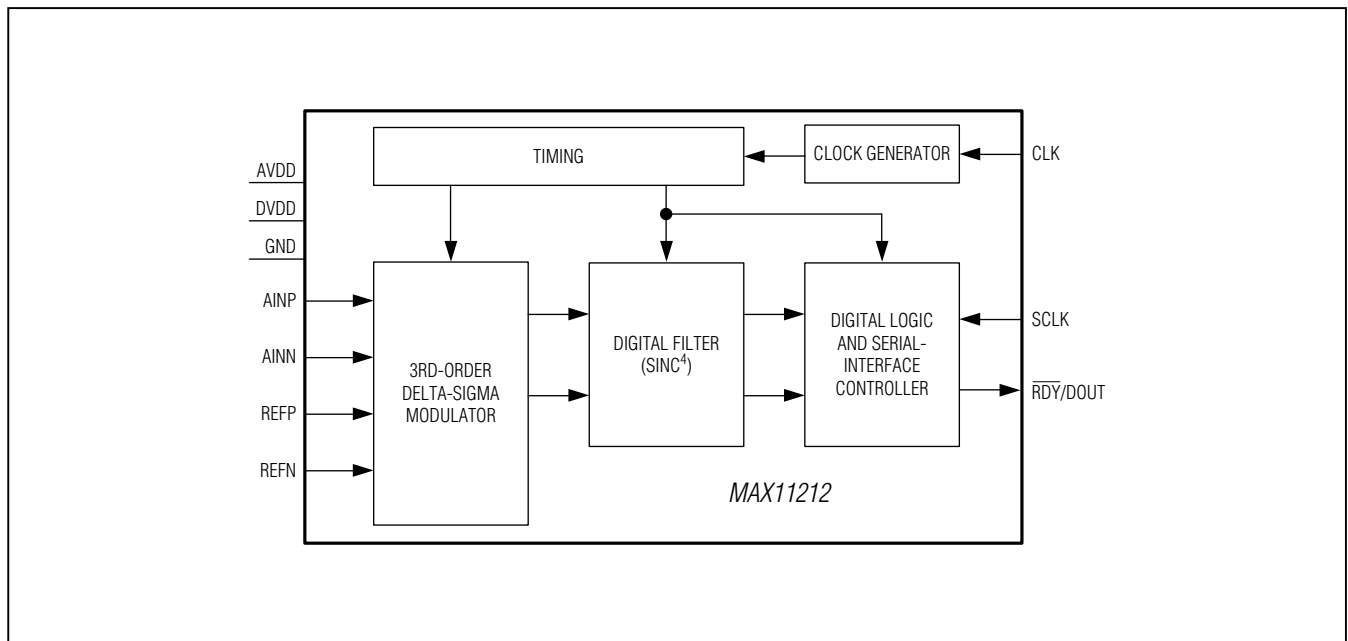 TIMING
CLOCK GENERATOR
CLK
AVDD
DVDD
GND
AINP
AINN
REFP
REFN
3RD-ORDER
DELTA-SIGMA
MODULATOR
DIGITAL FILTER
(SINC⁴)
DIGITAL LOGIC
AND SERIAL-
INTERFACE
CONTROLLER
SCLK
R̅D̅Y̅/DOUT
MAX11212